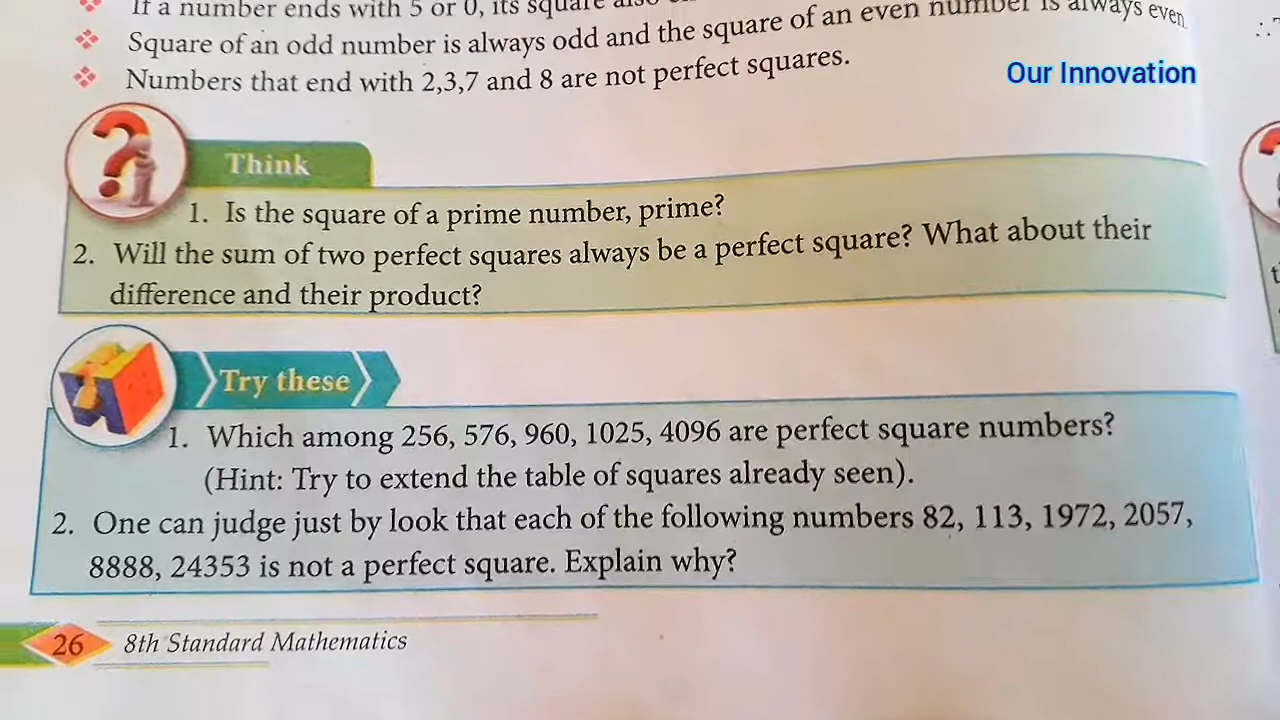 If a number ends with 5 or 0, its square also
Square of an odd number is always odd and the square of an even number is always even.
Numbers that end with 2,3,7 and 8 are not perfect squares.
Our Innovation
Think
1. Is the square of a prime number, prime?
2. Will the sum of two perfect squares always be a perfect square? What about their
difference and their product?
Try these
1. Which among 256, 576, 960, 1025, 4096 are perfect square numbers?
(Hint: Try to extend the table of squares already seen).
2. One can judge just by look that each of the following numbers 82, 113, 1972, 2057,
8888, 24353 is not a perfect square. Explain why?
26 8th Standard Mathematics